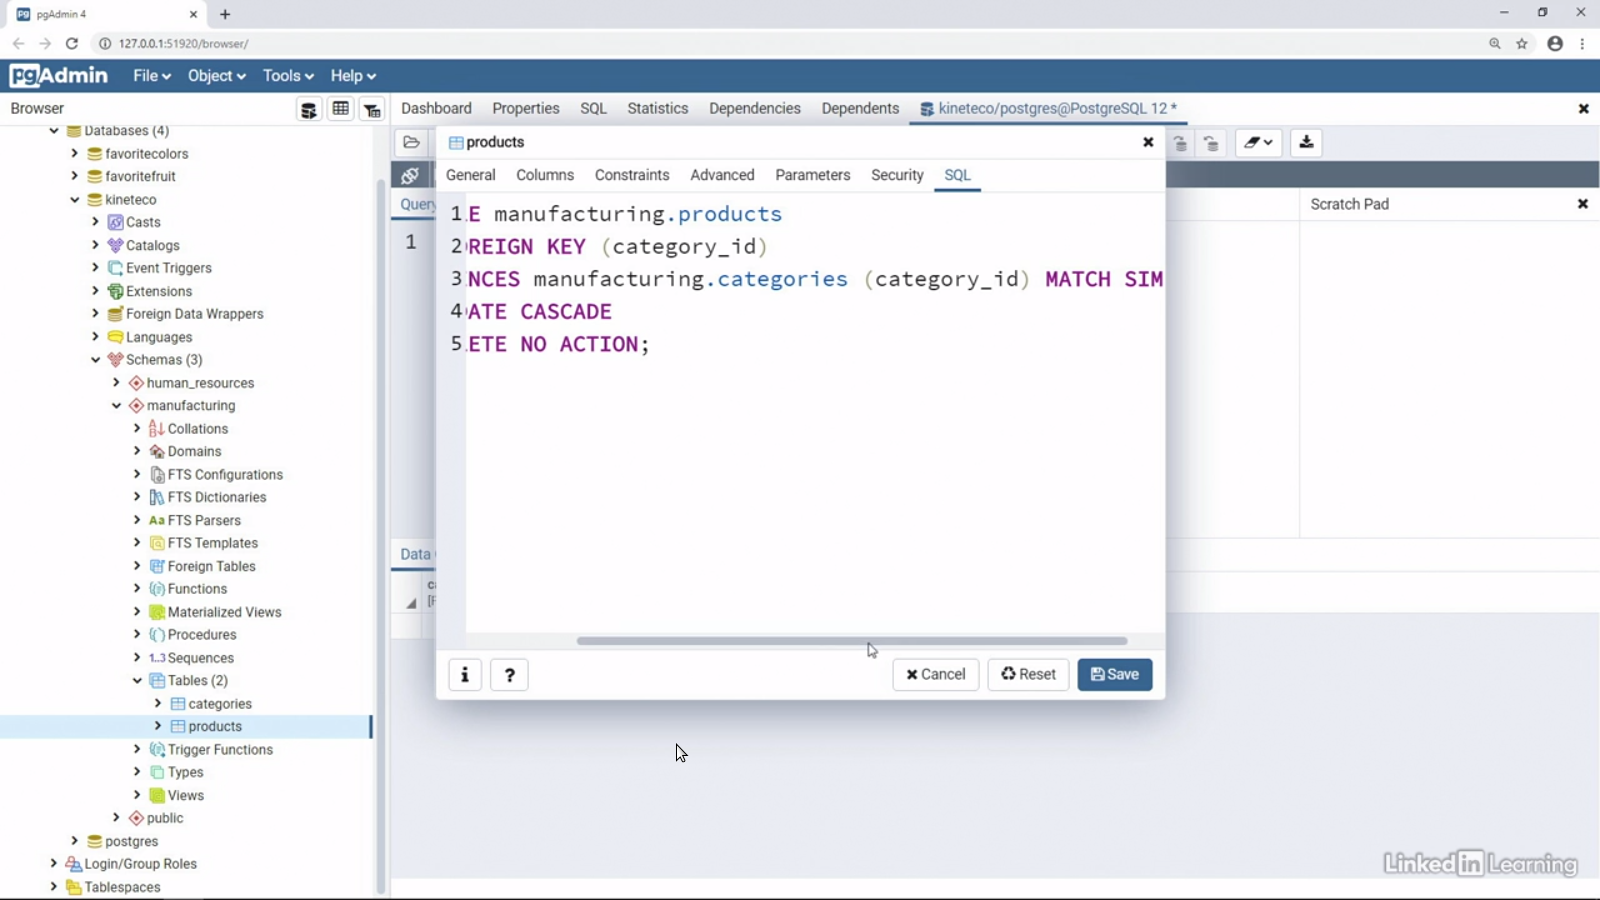 pgAdmin 4
127.0.0.1:51920/browser/
pgAdmin File Object Tools Help
Browser
Dashboard Properties SQL Statistics Dependencies Dependents kineteco/postgres@PostgreSQL 12 *
Databases (4)
favoritecolors
favoritefruit
kineteco
Casts
Catalogs
Event Triggers
Extensions
Foreign Data Wrappers
Languages
Schemas (3)
human_resources
manufacturing
Collations
Domains
FTS Configurations
FTS Dictionaries
FTS Parsers
FTS Templates
Foreign Tables
Functions
Materialized Views
Procedures
1..3 Sequences
Tables (2)
categories
products
Trigger Functions
Types
Views
public
postgres
Login/Group Roles
Tablespaces
Query
1
Scratch Pad
Data
products
General Columns Constraints Advanced Parameters Security SQL
1 E manufacturing.products
2 REIGN KEY (category_id)
3 NCES manufacturing.categories (category_id) MATCH SIM
4 ATE CASCADE
5 ETE NO ACTION;
i ? Cancel Reset Save
LinkedIn Learning